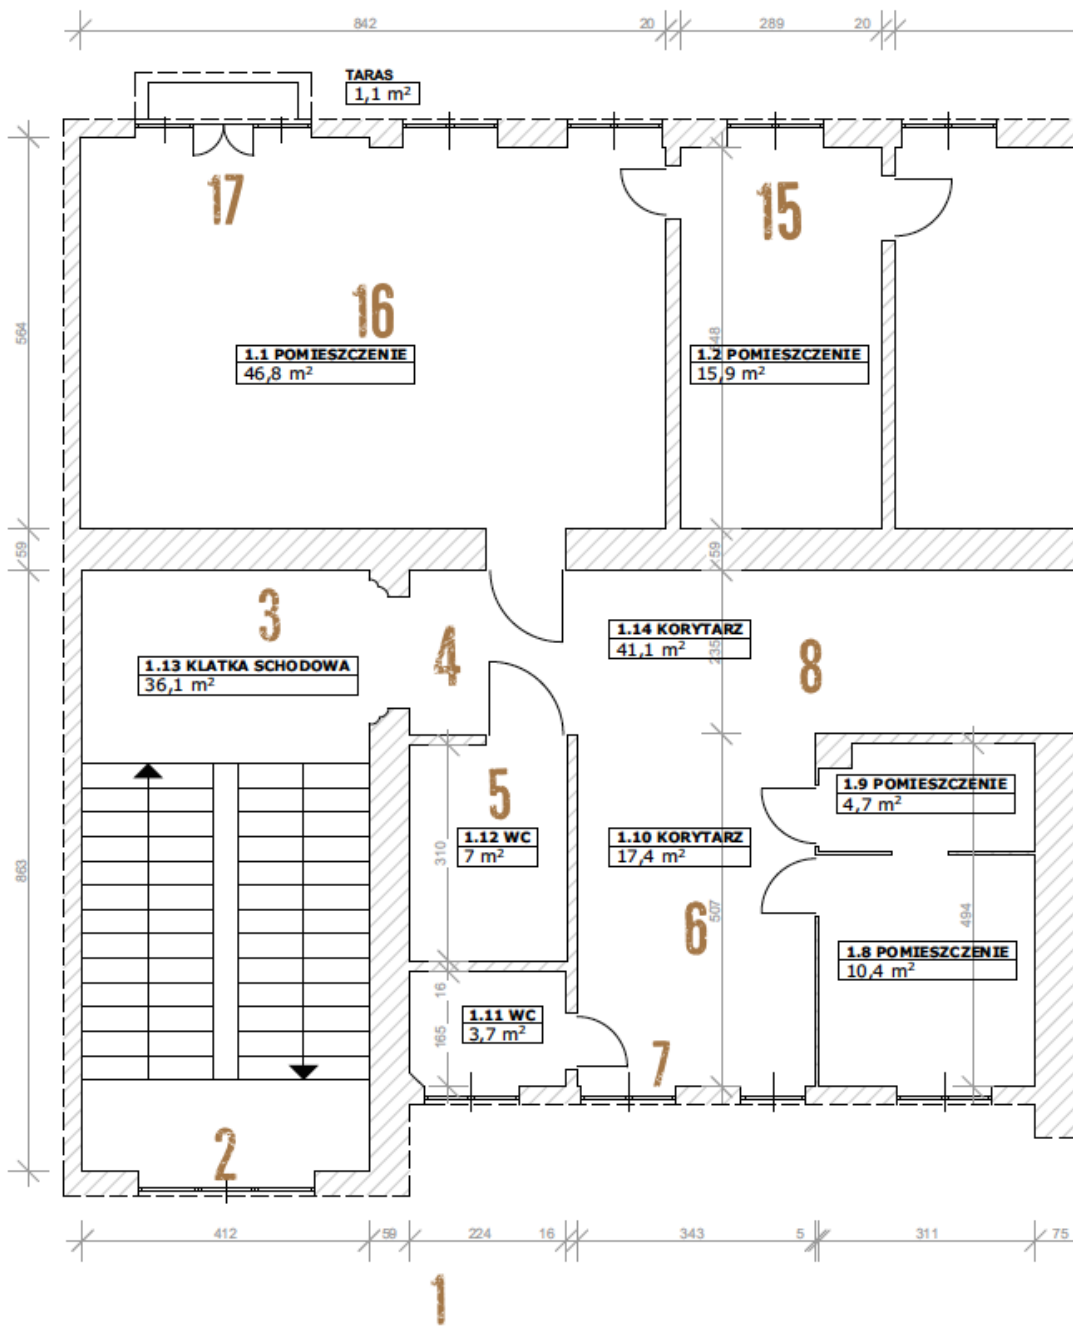 842
20
289
20
TARAS
1,1 m²
17
15
16
564
1.1 POMIESZCZENIE
46,8 m²
648
1.2 POMIESZCZENIE
15,9 m²
59
59
3
4
1.14 KORYTARZ
41,1 m²
235
8
1.13 KLATKA SCHODOWA
36,1 m²
5
1.9 POMIESZCZENIE
4,7 m²
1.12 WC
7 m²
1.10 KORYTARZ
17,4 m²
310
863
6
507
494
1.8 POMIESZCZENIE
10,4 m²
16
1.11 WC
3,7 m²
165
7
2
412
59
224
16
343
5
311
75
1